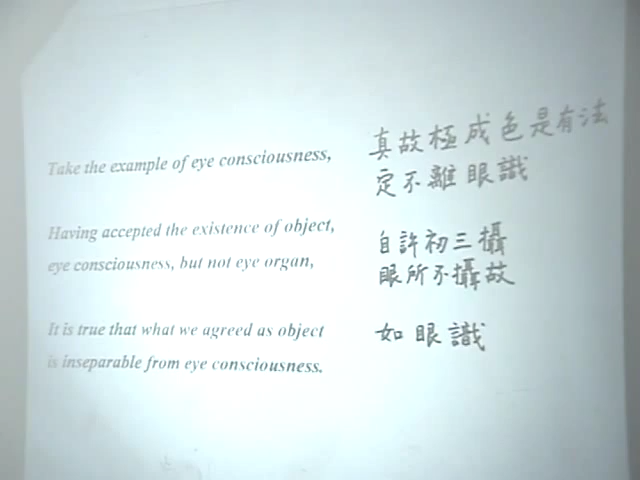 Take the example of eye consciousness,
Having accepted the existence of object,
eye consciousness, but not eye organ,
It is true that what we agreed as object
is inseparable from eye consciousness.
真故極成色是有法
定不離眼識
自許初三攝
眼所不攝故
如眼識